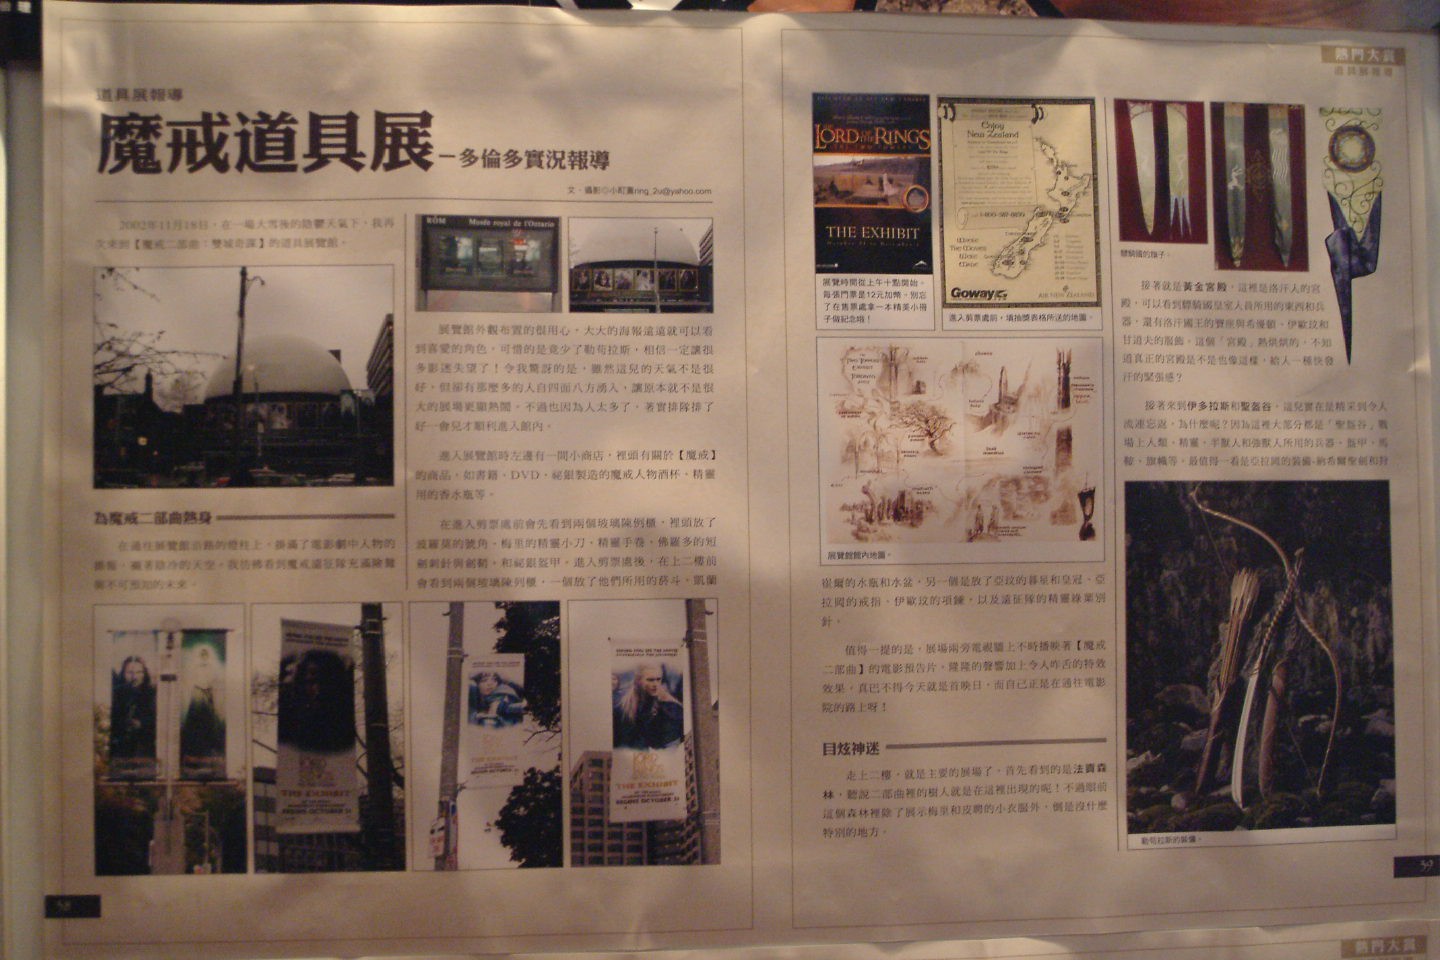 道具展報導
魔戒道具展
─多倫多實況報導
文、攝影◎小町薰ring_2u@yahoo.com
2002年11月18日，在一場大雪後的陰鬱天氣下，我再
次來到【魔戒二部曲：雙城奇謀】的道具展覽館。
為魔戒二部曲熱身
在通往展覽館沿路的燈柱上，掛滿了電影劇中人物的
不可預知的未來。
ROM
Musée royal de l'Ontario
展覽館外觀布置的很用心，大大的海報遠遠就可以看
到喜愛的角色，可惜的是竟少了勒苟拉斯，相信一定讓很
多影迷失望了！令我驚訝的是，雖然這兒的天氣不是很
好，但卻有那麼多的人自四面八方湧入，讓原本就不是很
大的展場更顯熱鬧。不過也因為人太多了，著實排隊排了
好一會兒才順利進入館內。
進入展覽館時左邊有一間小商店，裡頭有關於【魔戒】
的商品，如書籍、DVD、祕銀製造的魔戒人物酒杯、精靈
用的香水瓶等。
在進入剪票處前會先看到兩個玻璃陳列櫃，裡頭放了
波羅莫的號角、梅里的精靈小刀、精靈手卷、佛羅多的短
劍刺針與劍鞘，和祕銀盔甲。進入剪票處後，在上二樓前
會看到兩個玻璃陳列櫃，一個放了他們所用的菸斗、凱蘭
THE EXHIBIT
BEGINS OCTOBER 31
THE EXHIBIT
BEGINS OCTOBER 31
58
熱門大賞
道具展報導
THE LORD OF THE RINGS
THE TWO TOWERS
THE EXHIBIT
展覽時間從上午十點開始。
每張門票是12元加幣。別忘
了在售票處拿一本精美小冊
子做紀念哦！
Enjoy
New Zealand
1-800-387-8850
Goway
AIR NEW ZEALAND
進入剪票處前，填抽獎表格所送的地圖。
展覽館館內地圖。
崔爾的水瓶和水盆，另一個是放了亞玟的暮星和皇冠、亞
拉岡的戒指、伊歐玟的項鍊，以及遠征隊的精靈綠葉別
針。
值得一提的是，展場兩旁電視牆上不時播映著【魔戒
二部曲】的電影預告片，隆隆的聲響加上令人咋舌的特效
效果，真巴不得今天就是首映日，而自己正是在通往電影
院的路上呀！
目炫神迷
走上二樓，就是主要的展場了，首先看到的是法貢森
林，聽說二部曲裡的樹人就是在這裡出現的呢！不過眼前
這個森林裡除了展示梅里和皮聘的小衣服外，倒是沒什麼
特別的地方。
驃騎國的旗子。
接著就是黃金宮殿，這裡是洛汗人的宮
殿，可以看到驃騎國皇室人員所用的東西和兵
器，還有洛汗國王的寶座與希優頓、伊歐玟和
甘道夫的服飾。這個「宮殿」熱烘烘的，不知
道真正的宮殿是不是也像這樣，給人一種快發
汗的緊張感？
接著來到伊多拉斯和聖盔谷，這兒實在是精采到令人
流連忘返，為什麼呢？因為這裡大部分都是「聖盔谷」戰
場上人類、精靈、半獸人和強獸人所用的兵器、盔甲、馬
鞍、旗幟等。最值得一看是亞拉岡的裝備、納希爾聖劍和狩
勒苟拉斯的裝備。
59
熱門大賞